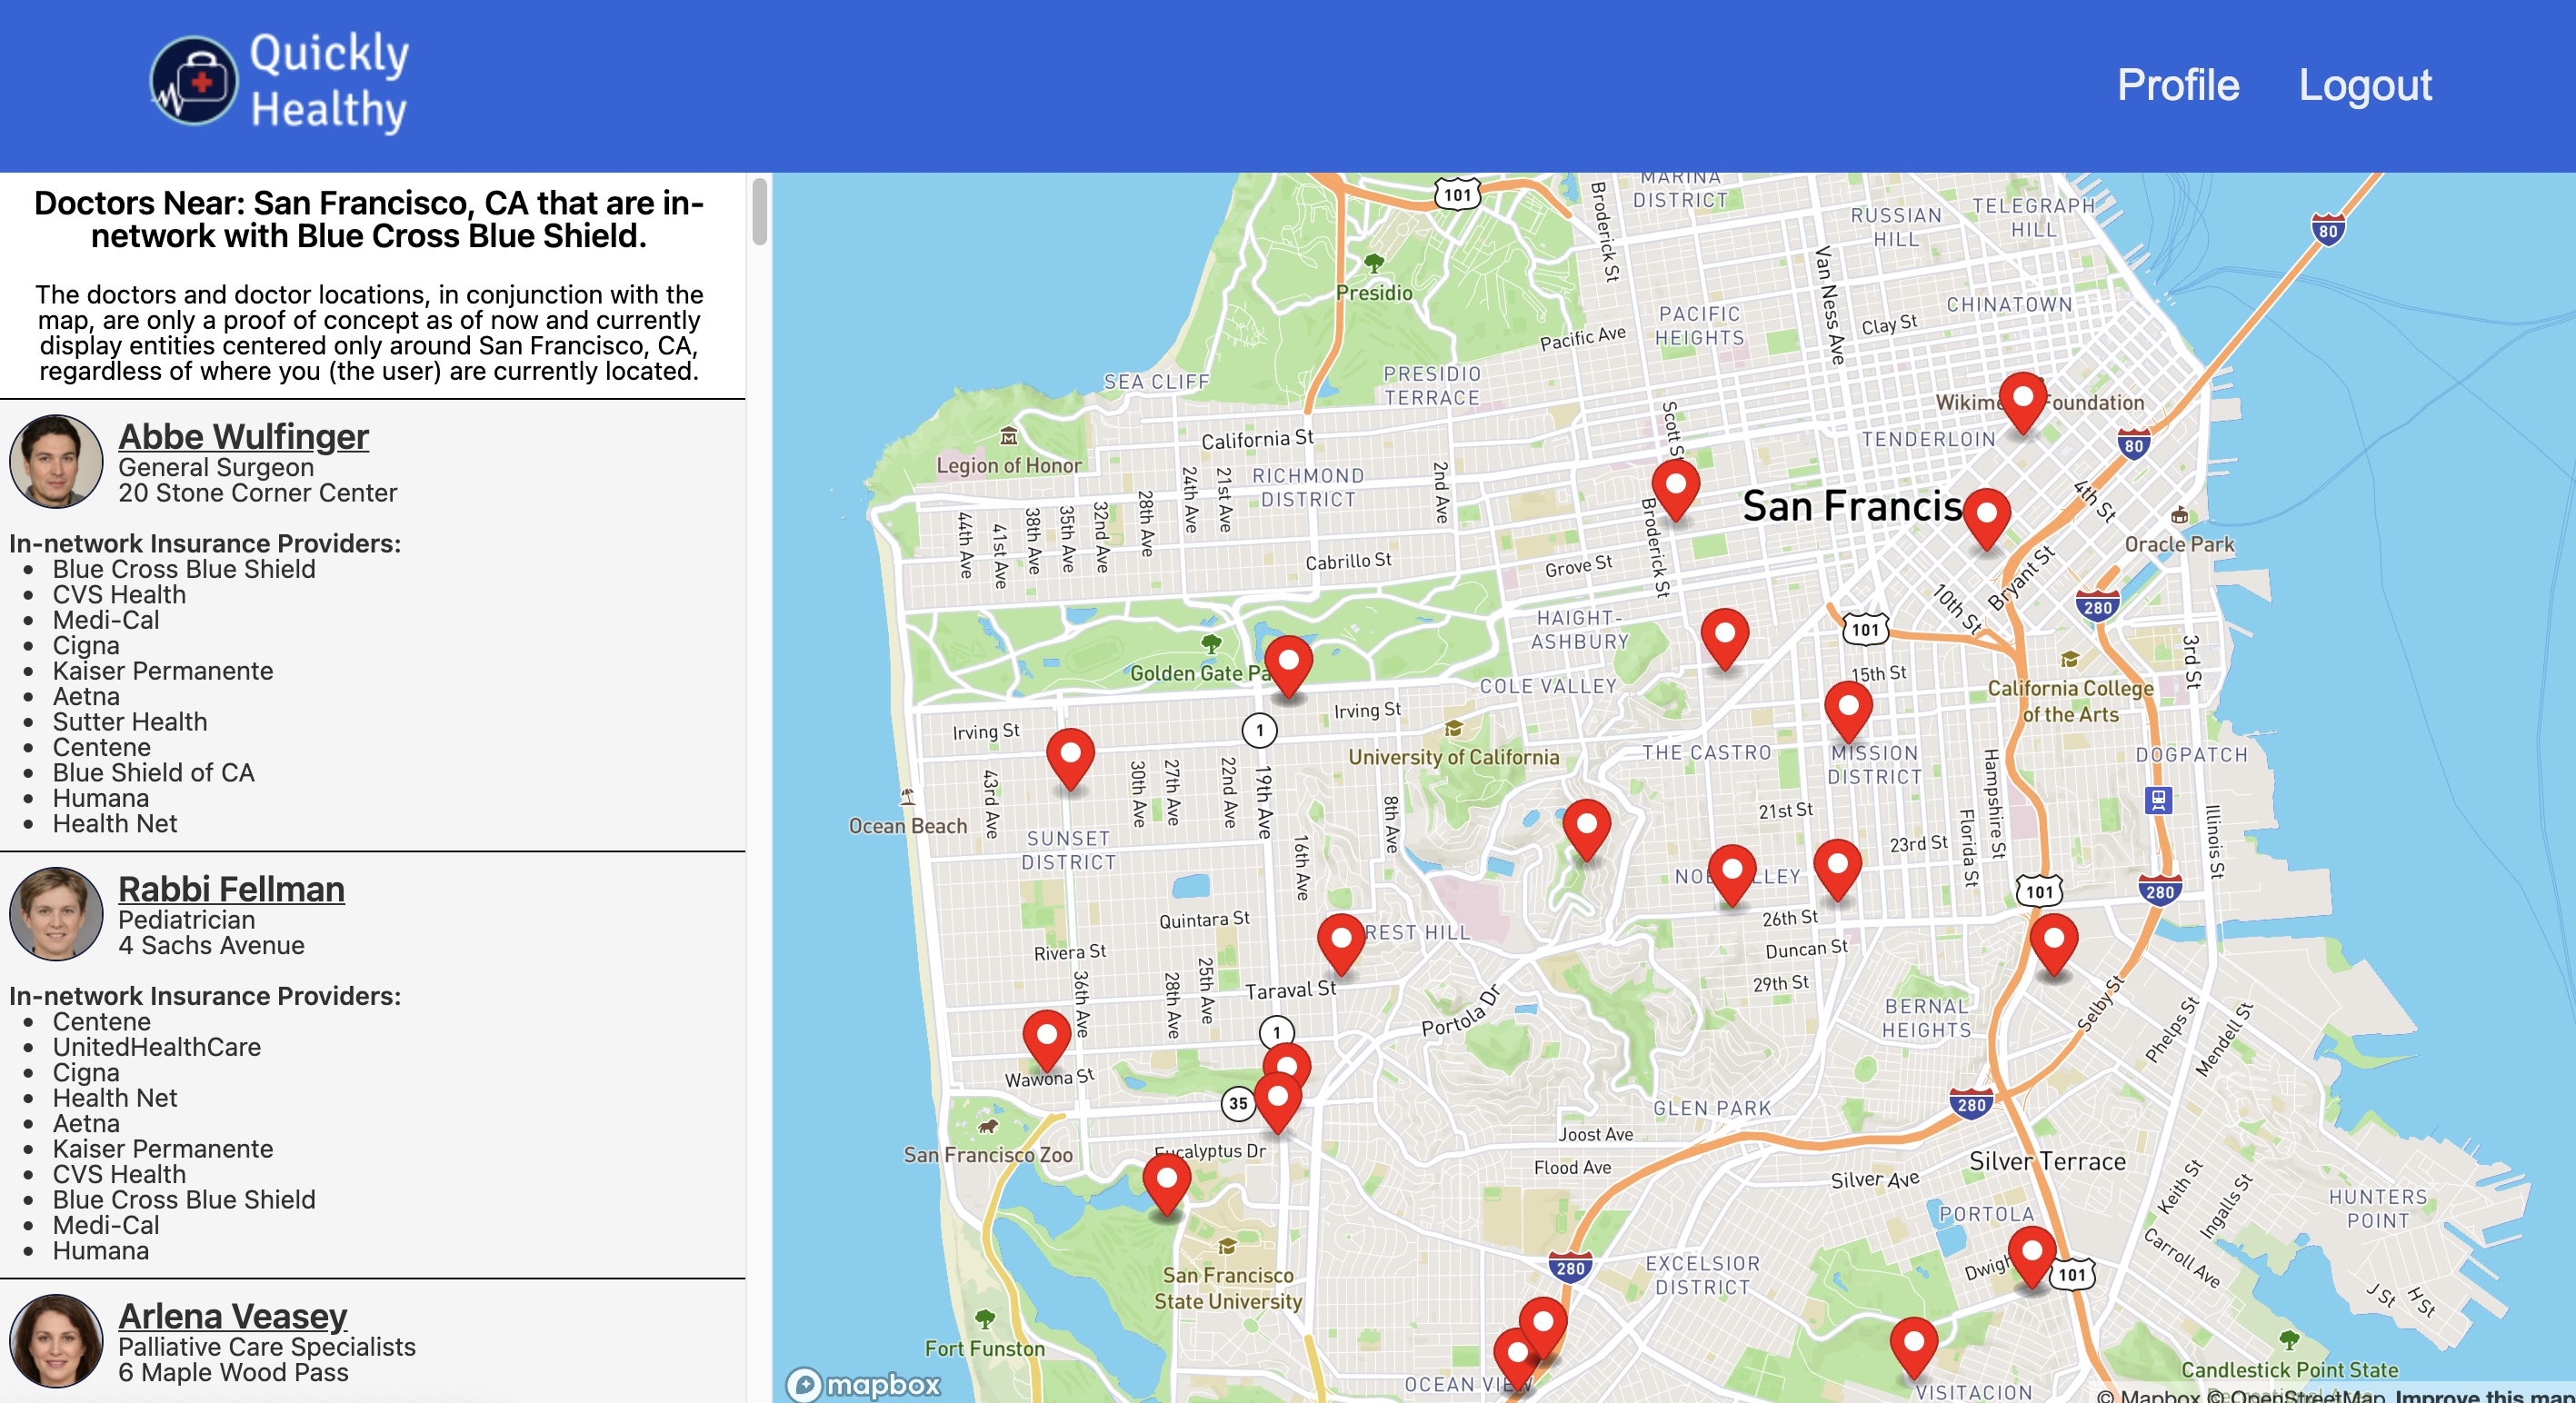 Quickly
Healthy
Profile
Logout
Doctors Near: San Francisco, CA that are in-
network with Blue Cross Blue Shield.
The doctors and doctor locations, in conjunction with the
map, are only a proof of concept as of now and currently
display entities centered only around San Francisco, CA,
regardless of where you (the user) are currently located.
Abbe Wulfinger
General Surgeon
20 Stone Corner Center
In-network Insurance Providers:
• Blue Cross Blue Shield
• CVS Health
• Medi-Cal
• Cigna
• Kaiser Permanente
• Aetna
• Sutter Health
• Centene
• Blue Shield of CA
• Humana
• Health Net
Rabbi Fellman
Pediatrician
4 Sachs Avenue
In-network Insurance Providers:
• Centene
• UnitedHealthCare
• Cigna
• Health Net
• Aetna
• Kaiser Permanente
• CVS Health
• Blue Cross Blue Shield
• Medi-Cal
• Humana
Arlena Veasey
Palliative Care Specialists
6 Maple Wood Pass
MARINA
DISTRICT
101
Broderick St
RUSSIAN
HILL
TELEGRAPH
HILL
80
Presidio
Van Ness Ave
PACIFIC
HEIGHTS
CHINATOWN
Clay St
Pacific Ave
SEA CLIFF
PRESIDIO
TERRACE
Wikime
Foundation
Scott S
California St
TENDERLOIN
80
Legion of Honor
RICHMOND
DISTRICT
24th Ave
21st Ave
2nd Ave
San Francis
4th St
44th Ave
41st Ave
38th Ave
35th Ave
32nd Ave
28th Ave
Broderick St
Oracle Park
Cabrillo St
Grove St
Bryant St
10th St
280
HAIGHT-
ASHBURY
101
3rd St
Golden Gate Pa
COLE VALLEY
15th St
California College
of the Arts
Irving St
Irving St
1
University of California
THE CASTRO
MISSION
DISTRICT
DOGPATCH
43rd Ave
30th Ave
27th Ave
22nd Ave
19th Ave
8th Ave
Hampshire St
Ocean Beach
SUNSET
DISTRICT
16th Ave
21st St
23rd St
Florida St
Illinois St
NO
LLEY
101
280
Quintara St
26th St
REST HILL
Rivera St
Duncan St
36th Ave
28th Ave
25th Ave
Taraval St
29th St
Portola Dr
BERNAL
HEIGHTS
Selby St
Phelps St
Mendell St
1
Wawona St
35
GLEN PARK
280
Joost Ave
San Francisco Zoo
Eucalyptus Dr
Flood Ave
Silver Terrace
Silver Ave
Keith St
Ingalls St
HUNTERS
POINT
PORTOLA
San Francisco
State University
280
EXCELSIOR
DISTRICT
Dwigh
101
Carroll Ave
J St
H St
Fort Funston
Candlestick Point State
mapbox
OCEAN VIEW
VISITACION
© Mapbox © OpenStreetMap Improve this map